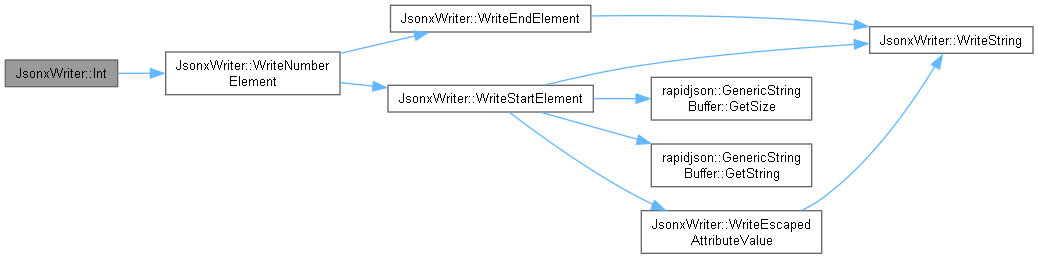 JsonxWriter::Int
JsonxWriter::WriteNumber
Element
JsonxWriter::WriteEndElement
JsonxWriter::WriteStartElement
JsonxWriter::WriteString
rapidjson::GenericString
Buffer::GetSize
rapidjson::GenericString
Buffer::GetString
JsonxWriter::WriteEscaped
AttributeValue